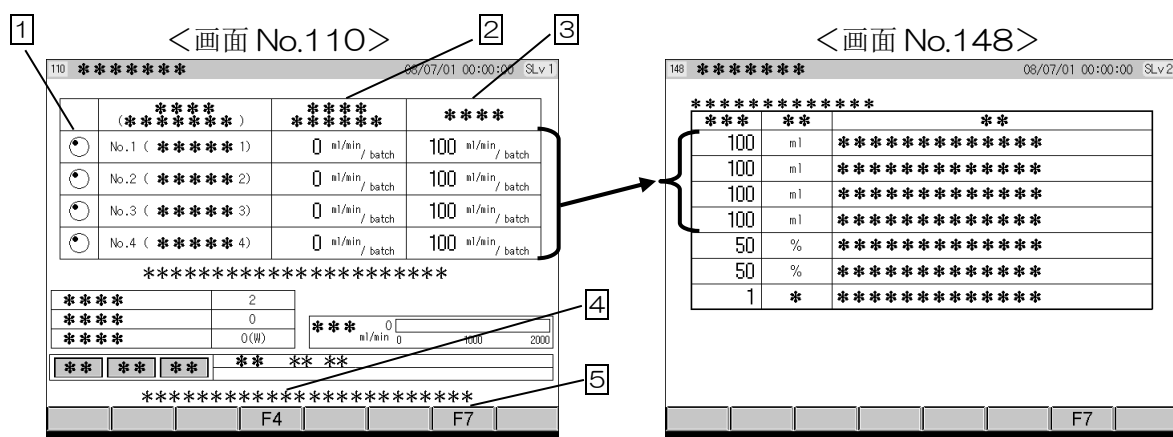 1
2
3
<画面 No.110>
110 *******
08/07/01 00:00:00 SLv 1
****
(*******)
****
******
****
No.1 ( ***** 1) 0 ml/min / batch 100 ml/min / batch
No.2 ( ***** 2) 0 ml/min / batch 100 ml/min / batch
No.3 ( ***** 3) 0 ml/min / batch 100 ml/min / batch
No.4 ( ***** 4) 0 ml/min / batch 100 ml/min / batch
***********************
**** 2
**** 0
**** 0(W)
*** 0 ml/min 0 1000 2000
4
** ** ** ** ** **
5
************************
F4 F7
<画面 No.148>
148 *******
08/07/01 00:00:00 SLv 2
*************
*** ** **
100 ml *************
100 ml *************
100 ml *************
100 ml *************
50 % *************
50 % *************
1 * *************
F7